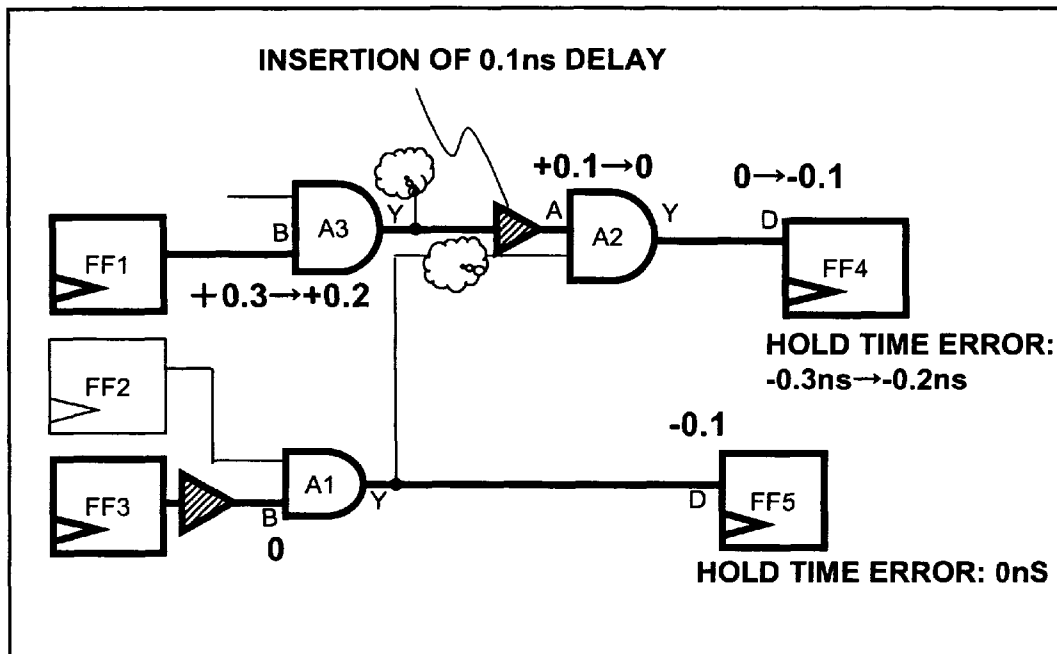 INSERTION OF 0.1ns DELAY
+0.1→0
0→-0.1
A3
Y
A
A2
Y
D
B
FF1
FF4
+0.3→+0.2
HOLD TIME ERROR:
-0.3ns→-0.2ns
FF2
-0.1
FF3
A1
B
Y
D
FF5
0
HOLD TIME ERROR: 0nS